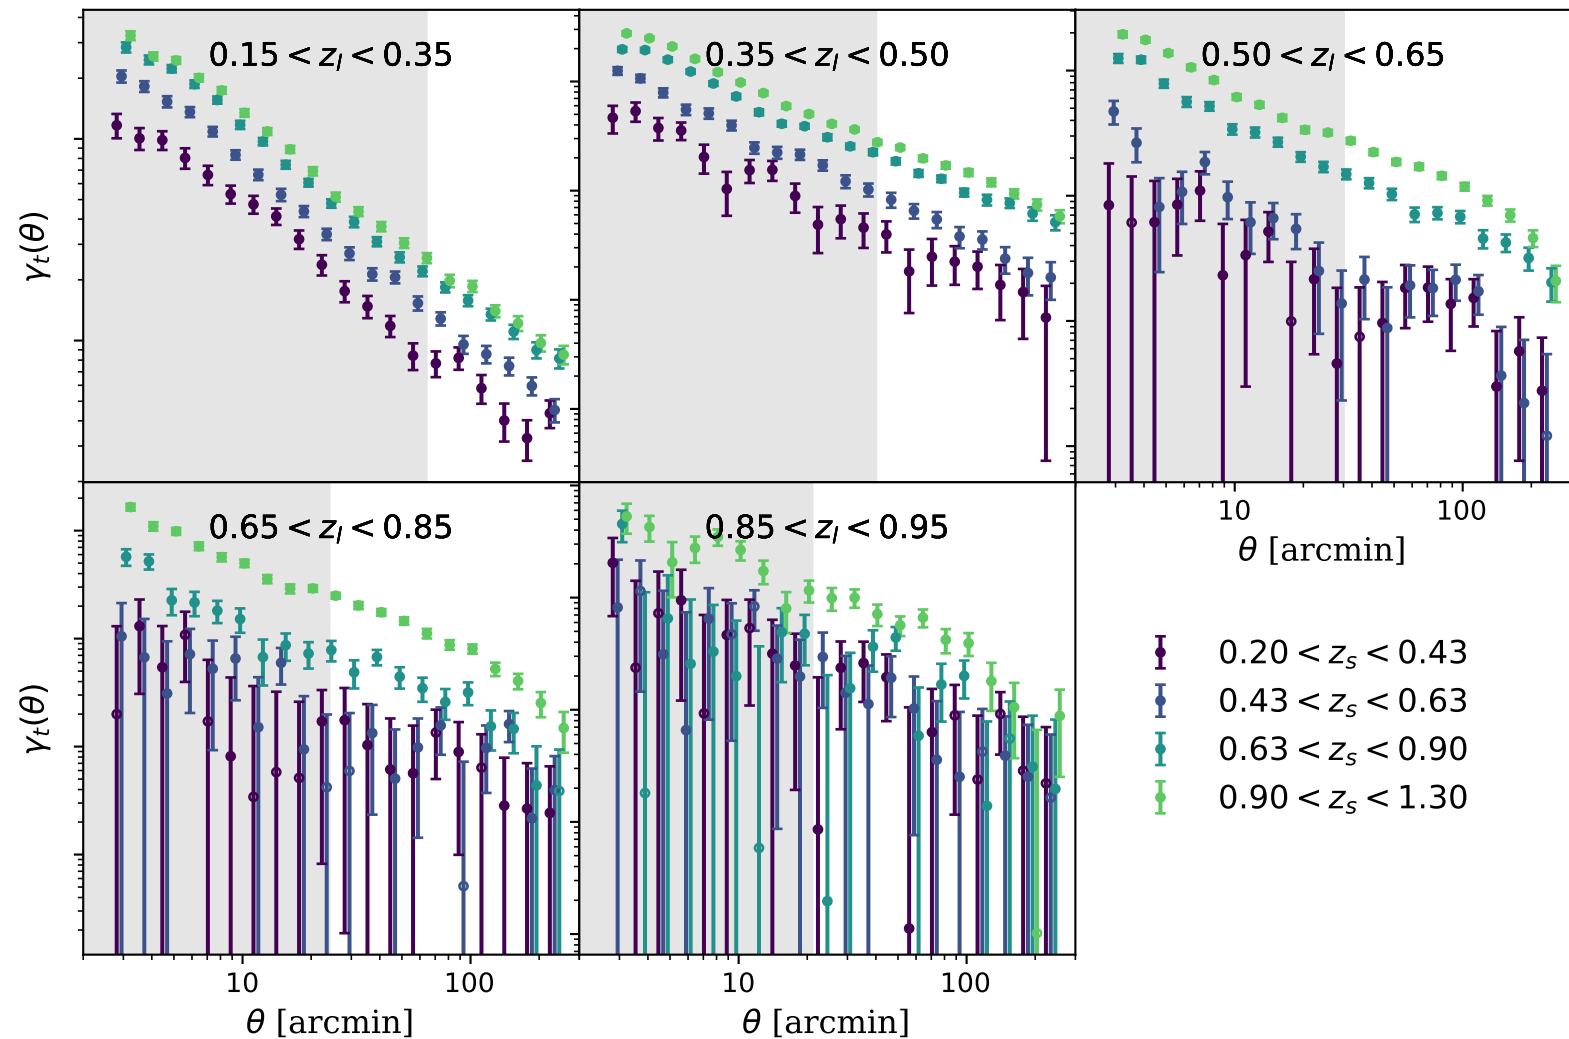 0.15 < z_l < 0.35
0.35 < z_l < 0.50
0.50 < z_l < 0.65
γ_t(θ)
10 100
θ [arcmin]
0.65 < z_l < 0.85
0.85 < z_l < 0.95
γ_t(θ)
0.20 < z_s < 0.43
0.43 < z_s < 0.63
0.63 < z_s < 0.90
0.90 < z_s < 1.30
10 100
10 100
θ [arcmin]
θ [arcmin]